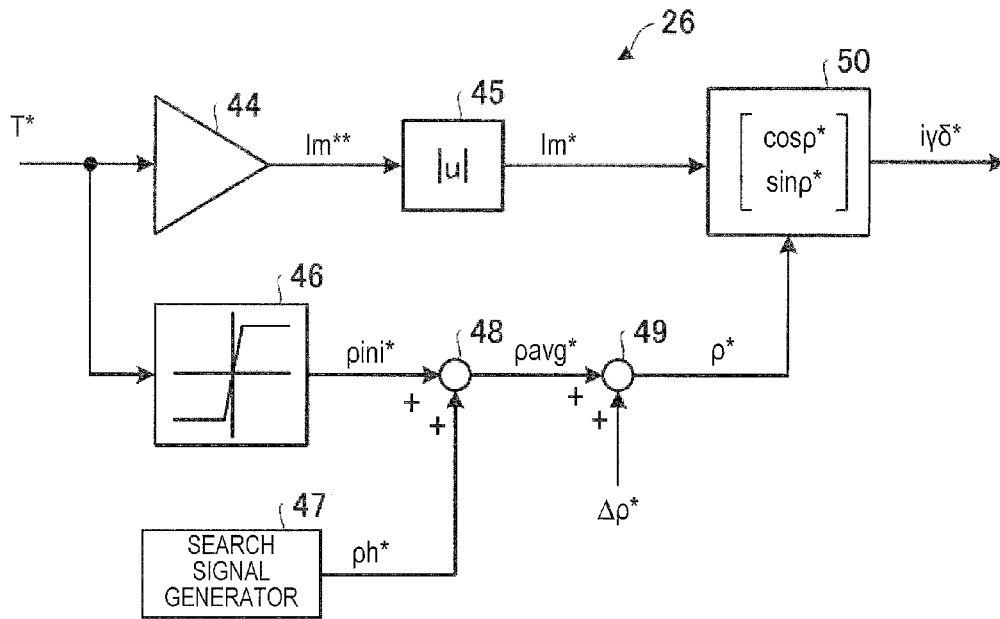 26
T*
44
Im**
45
|u|
Im*
50
cosρ*
sinρ*
iγδ*
46
ρini*
48
+
+
ρavg*
49
+
+
ρ*
Δρ*
47
SEARCH
SIGNAL
GENERATOR
ρh*